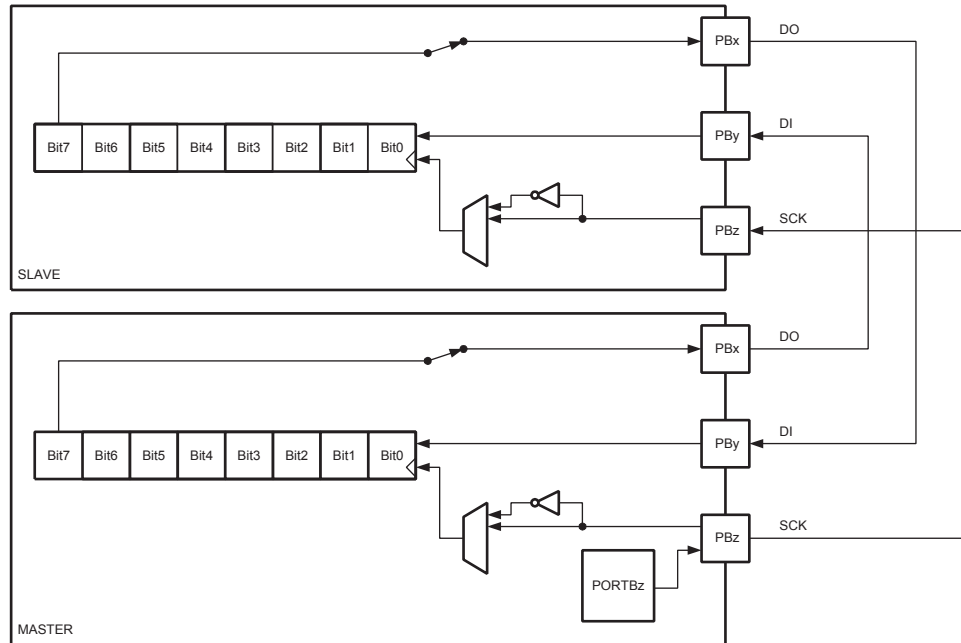 PBx DO
PBy DI
Bit7 Bit6 Bit5 Bit4 Bit3 Bit2 Bit1 Bit0
PBz SCK
SLAVE
PBx DO
PBy DI
Bit7 Bit6 Bit5 Bit4 Bit3 Bit2 Bit1 Bit0
PBz SCK
PORTBz
MASTER